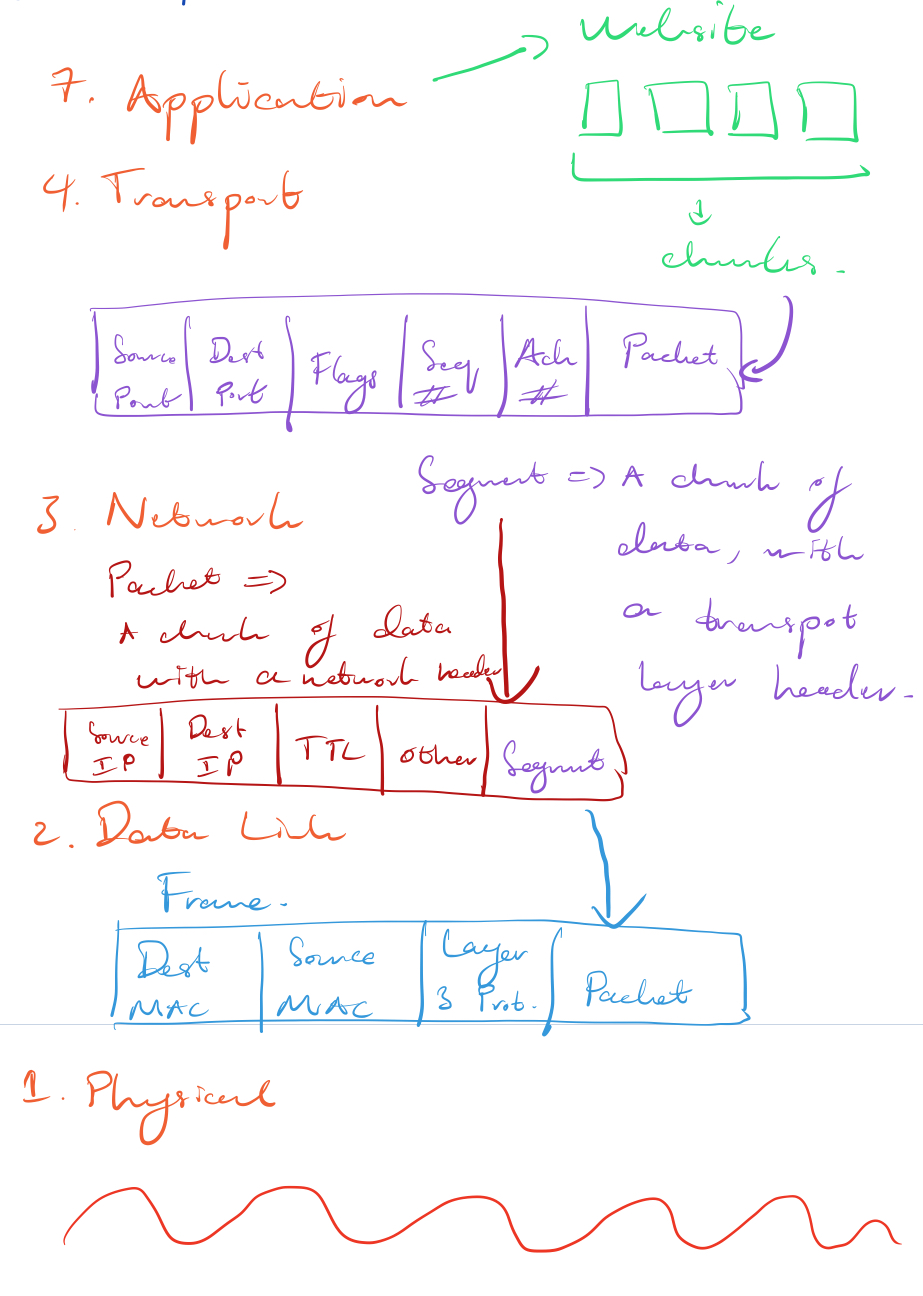 Website
7. Application
4. Transport
chunks.
Source Port
Dest Port
Flags
Seq #
Ack #
Packet
Segment => A chunk of
data, with
a transpot
layer header.
3. Network
Packet =>
A chunk of data
with a network header
Source IP
Dest IP
TTL
other
Segment
2. Data Link
Frame.
Dest MAC
Source MAC
Layer 3 Prot.
Packet
1. Physical